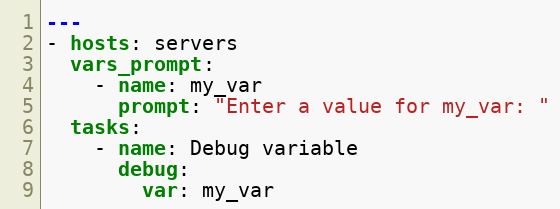 1 ---
2 - hosts: servers
3   vars_prompt:
4     - name: my_var
5       prompt: "Enter a value for my_var: "
6   tasks:
7     - name: Debug variable
8       debug:
9         var: my_var